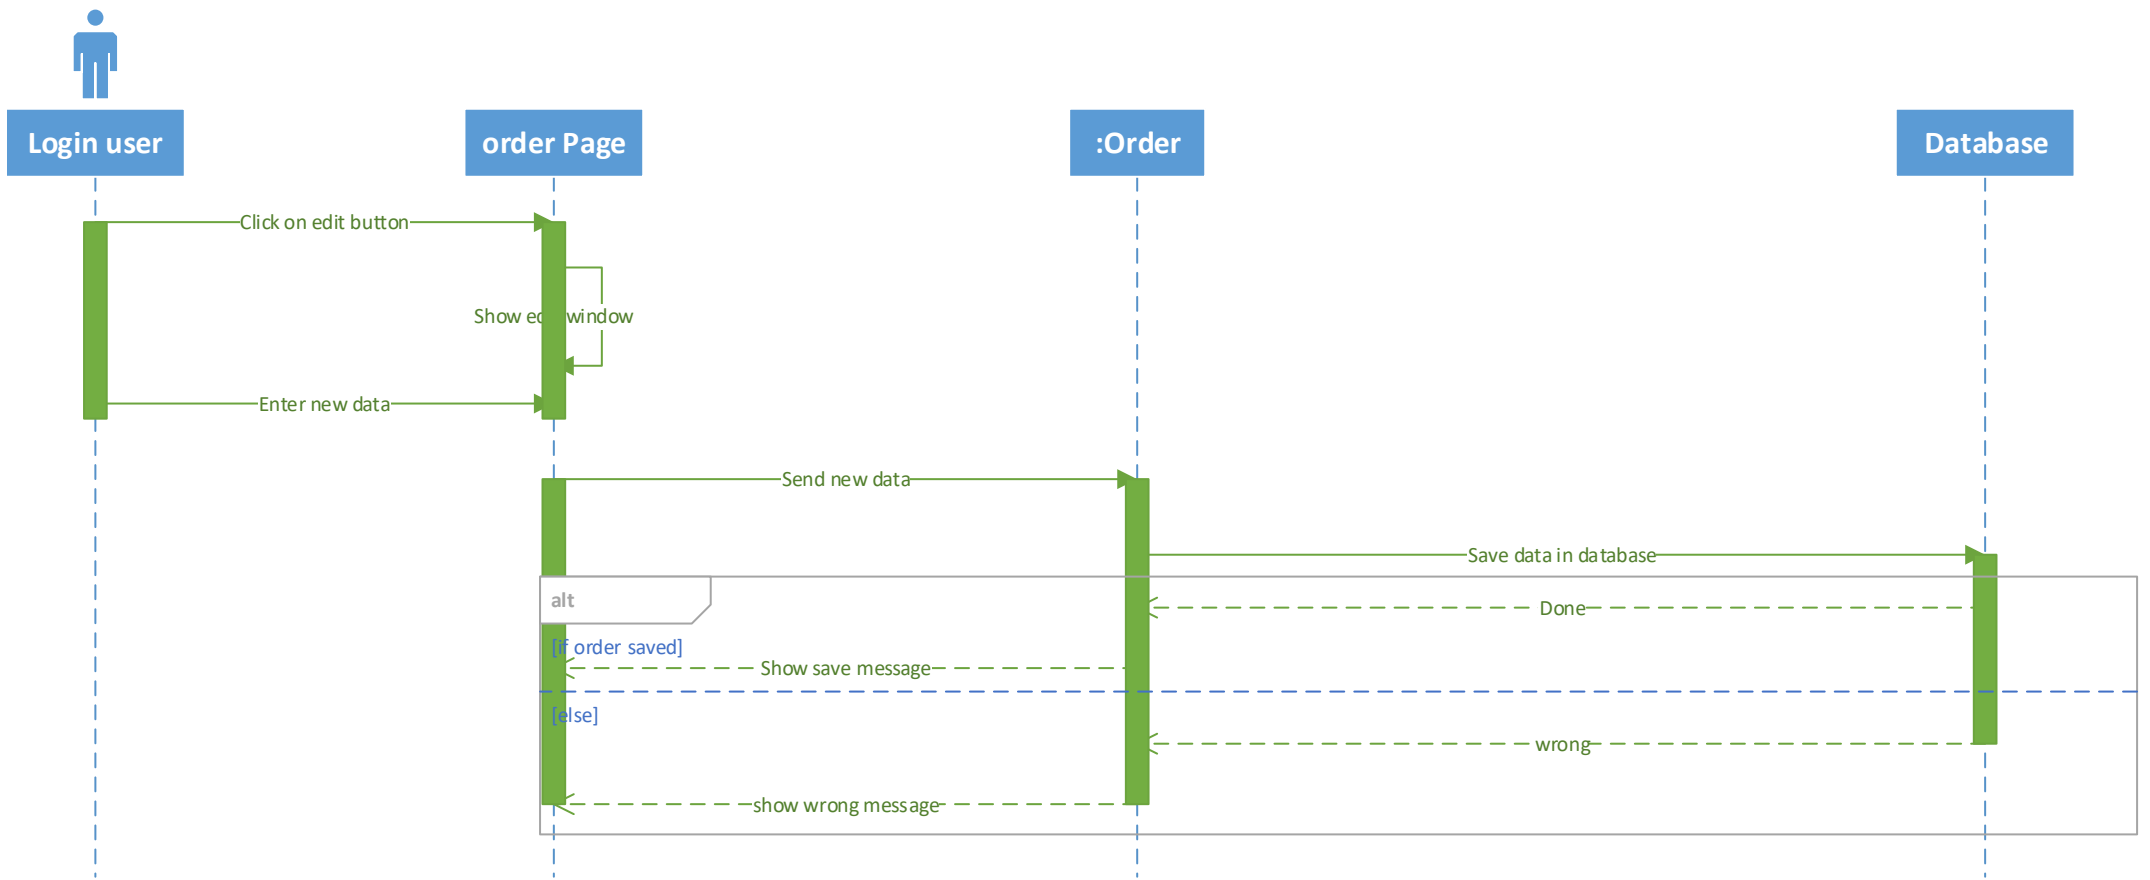 Login user
order Page
:Order
Database
Click on edit button
Show ed window
Enter new data
Send new data
Save data in database
alt
Done
[if order saved]
Show save message
[else]
wrong
show wrong message